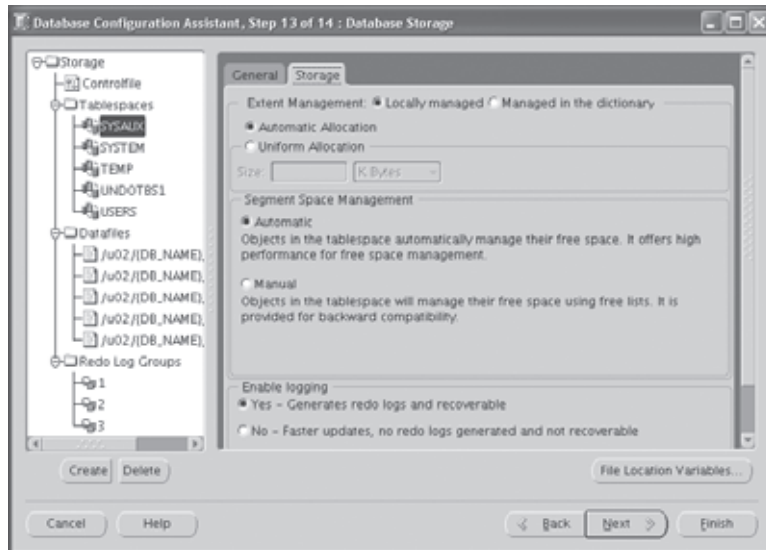 Database Configuration Assistant, Step 13 of 14 : Database Storage
Storage
Controlfile
Tablespaces
SYSAUX
SYSTEM
TEMP
UNDOTBS1
USERS
Datafiles
/u02/{DB_NAME},
/u02/{DB_NAME},
/u02/{DB_NAME},
/u02/{DB_NAME},
/u02/{DB_NAME},
Redo Log Groups
1
2
3
Create Delete
General Storage
Extent Management: Locally managed Managed in the dictionary
Automatic Allocation
Uniform Allocation
Size: K Bytes
Segment Space Management
Automatic
Objects in the tablespace automatically manage their free space. It offers high
performance for free space management.
Manual
Objects in the tablespace will manage their free space using free lists. It is
provided for backward compatibility.
Enable logging
Yes - Generates redo logs and recoverable
No - Faster updates, no redo logs generated and not recoverable
File Location Variables...
Cancel Help Back Next Finish